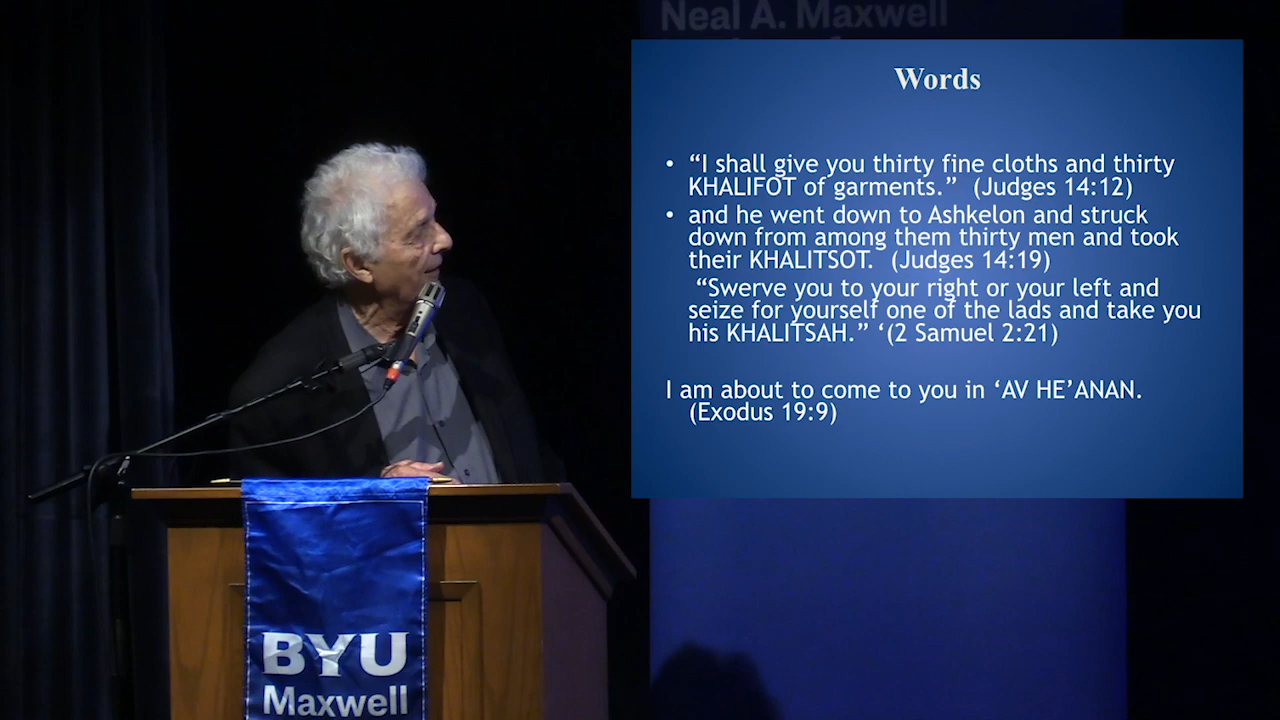 Neal A. Maxwell
Words
• “I shall give you thirty fine cloths and thirty
KHALIFOT of garments.” (Judges 14:12)
• and he went down to Ashkelon and struck
down from among them thirty men and took
their KHALITSOT. (Judges 14:19)
“Swerve you to your right or your left and
seize for yourself one of the lads and take you
his KHALITSAH.” ‘(2 Samuel 2:21)
I am about to come to you in ‘AV HE’ANAN.
(Exodus 19:9)
BYU
Maxwell